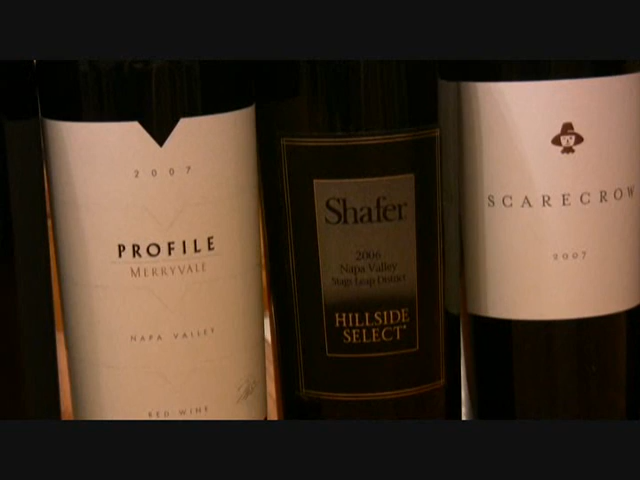 2007
PROFILE
MERRYVALE
NAPA VALLEY
RED WINE
Shafer
2006
Napa Valley
Stags Leap District
HILLSIDE
SELECT
SCARECROW
2007